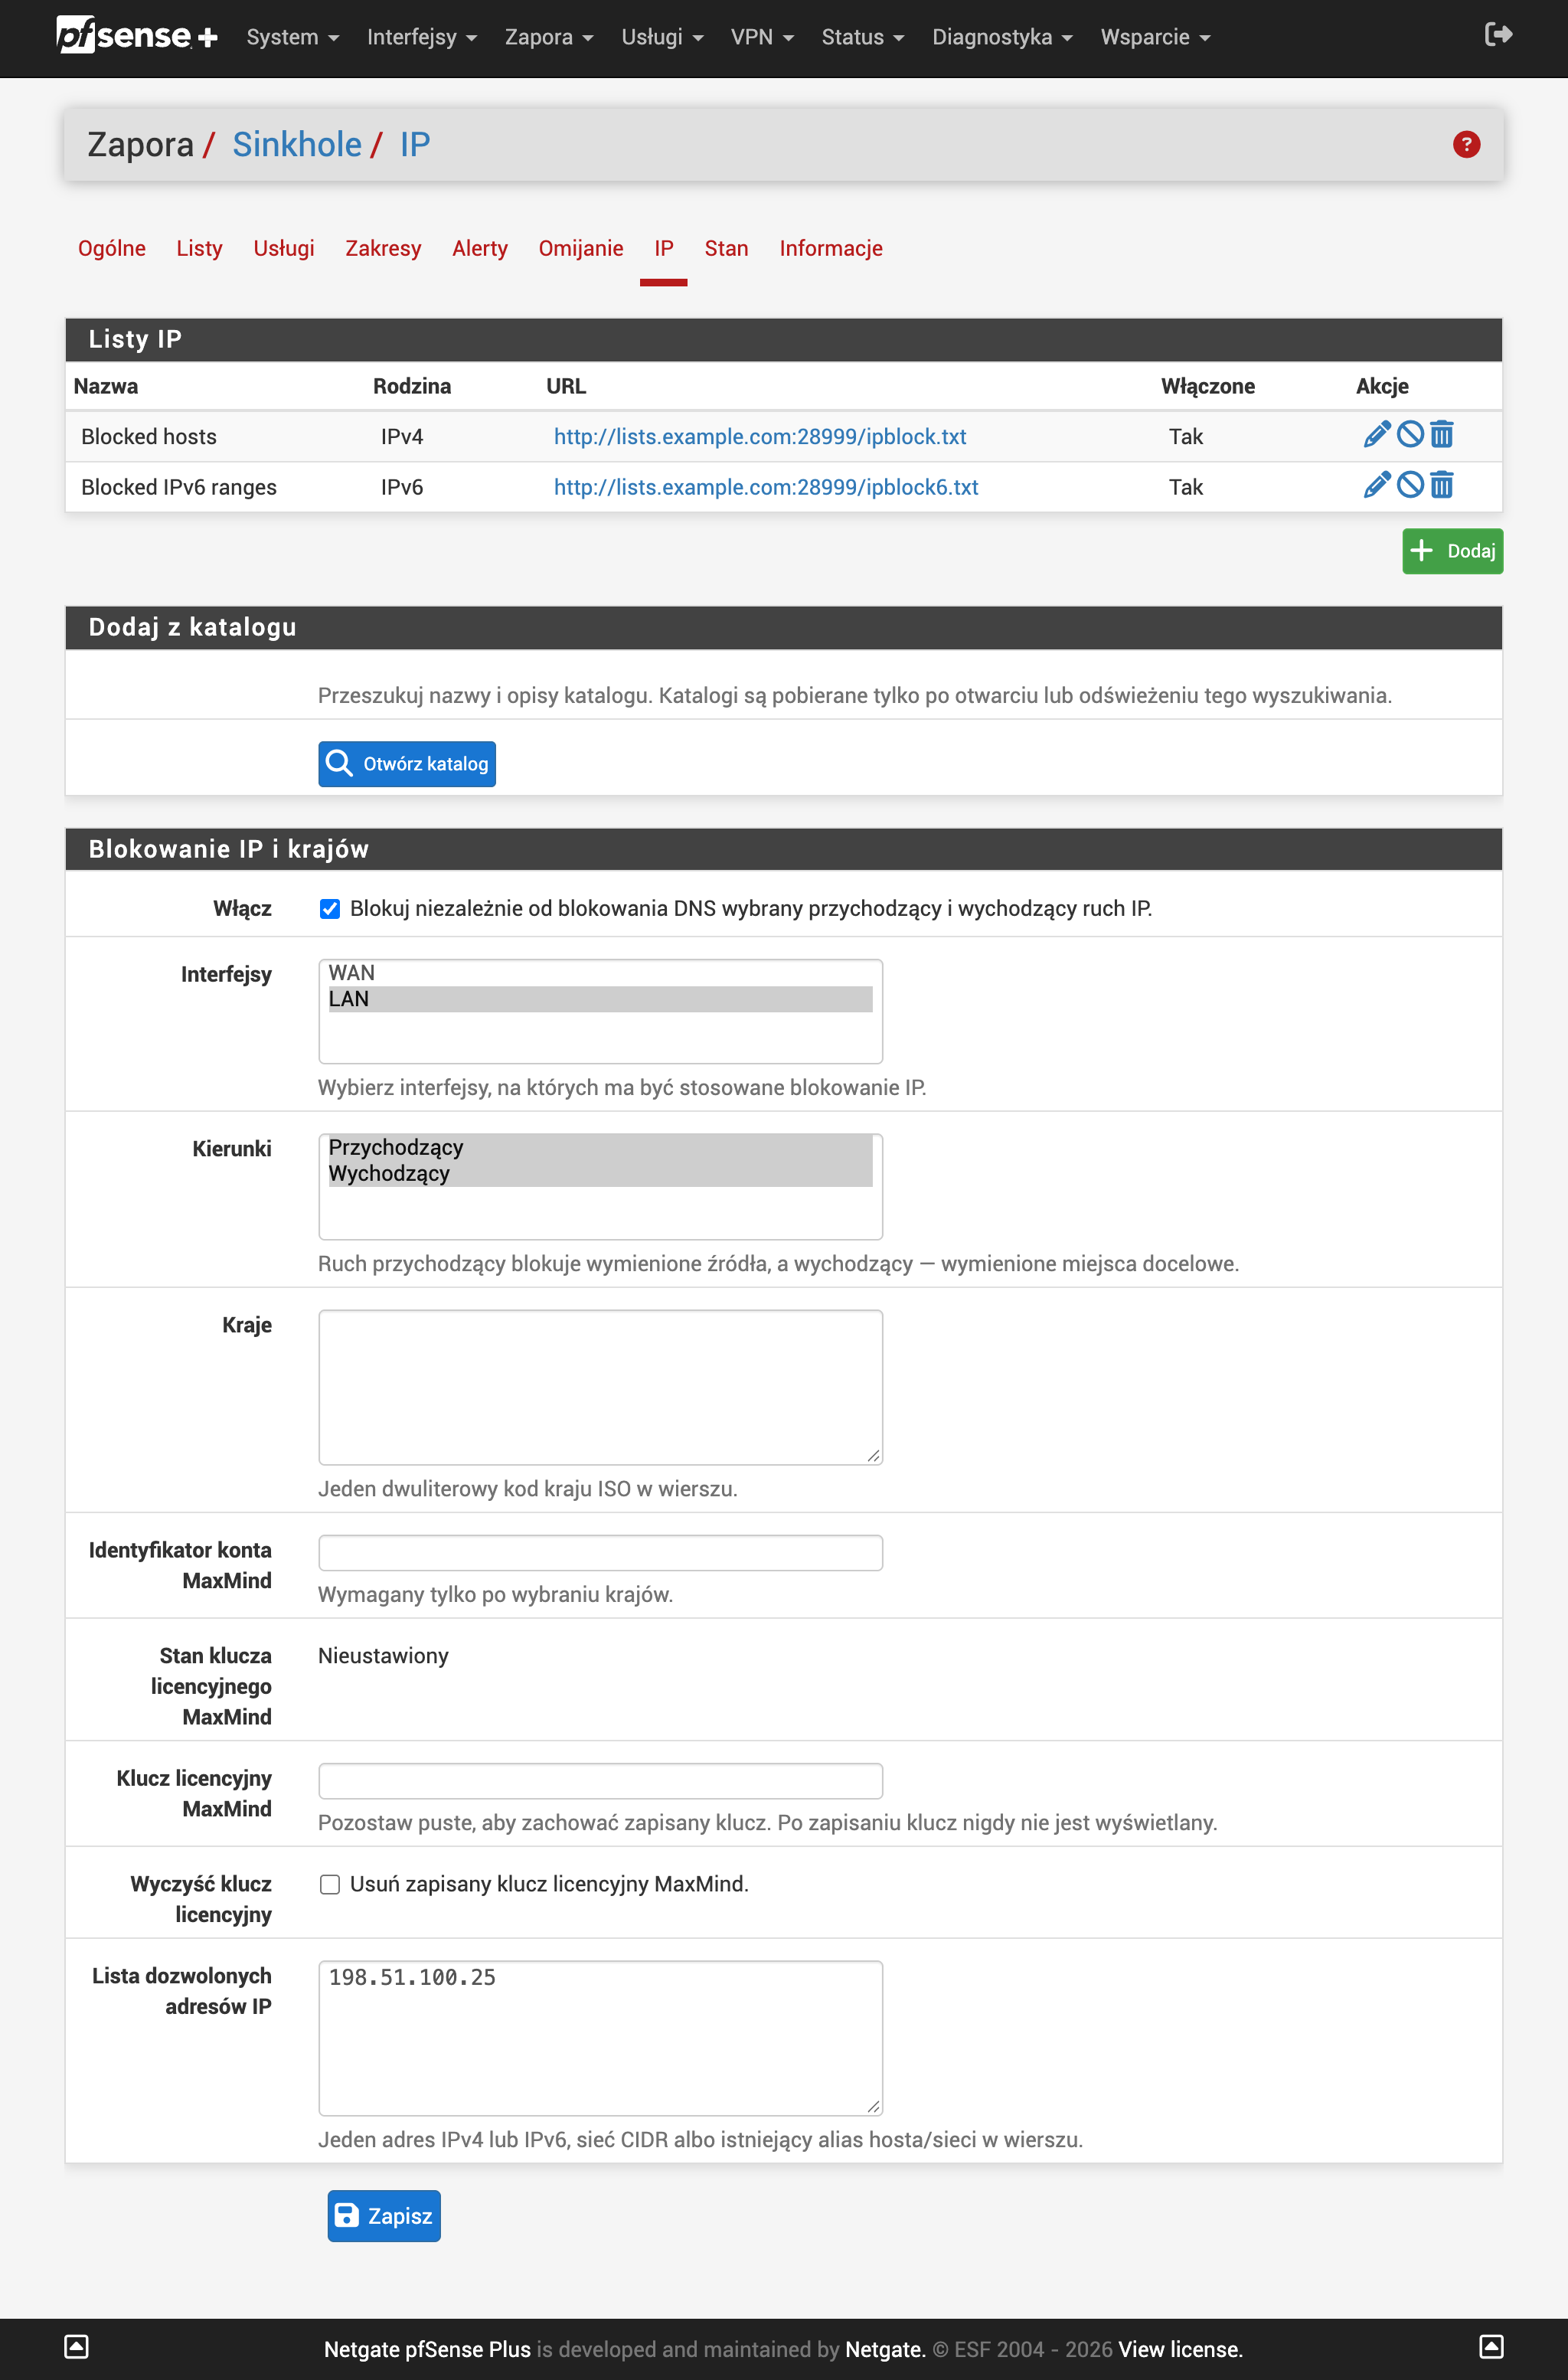 pfsense +
System Interfejsy Zapora Usługi VPN Status Diagnostyka Wsparcie
Zapora / Sinkhole / IP
?
Ogólne Listy Usługi Zakresy Alerty Omijanie IP Stan Informacje
Listy IP
Nazwa Rodzina URL Włączone Akcje
Blocked hosts IPv4 http://lists.example.com:28999/ipblock.txt Tak
Blocked IPv6 ranges IPv6 http://lists.example.com:28999/ipblock6.txt Tak
Dodaj
Dodaj z katalogu
Przeszukuj nazwy i opisy katalogu. Katalogi są pobierane tylko po otwarciu lub odświeżeniu tego wyszukiwania.
Otwórz katalog
Blokowanie IP i krajów
Włącz Blokuj niezależnie od blokowania DNS wybrany przychodzący i wychodzący ruch IP.
Interfejsy
WAN
LAN
Wybierz interfejsy, na których ma być stosowane blokowanie IP.
Kierunki
Przychodzący
Wychodzący
Ruch przychodzący blokuje wymienione źródła, a wychodzący — wymienione miejsca docelowe.
Kraje
Jeden dwuliterowy kod kraju ISO w wierszu.
Identyfikator konta
MaxMind
Wymagany tylko po wybraniu krajów.
Stan klucza
licencyjnego
MaxMind
Nieustawiony
Klucz licencyjny
MaxMind
Pozostaw puste, aby zachować zapisany klucz. Po zapisaniu klucz nigdy nie jest wyświetlany.
Wyczyść klucz
licencyjny
Usuń zapisany klucz licencyjny MaxMind.
Lista dozwolonych
adresów IP
198.51.100.25
Jeden adres IPv4 lub IPv6, sieć CIDR albo istniejący alias hosta/sieci w wierszu.
Zapisz
Netgate pfSense Plus is developed and maintained by Netgate. © ESF 2004 - 2026 View license.